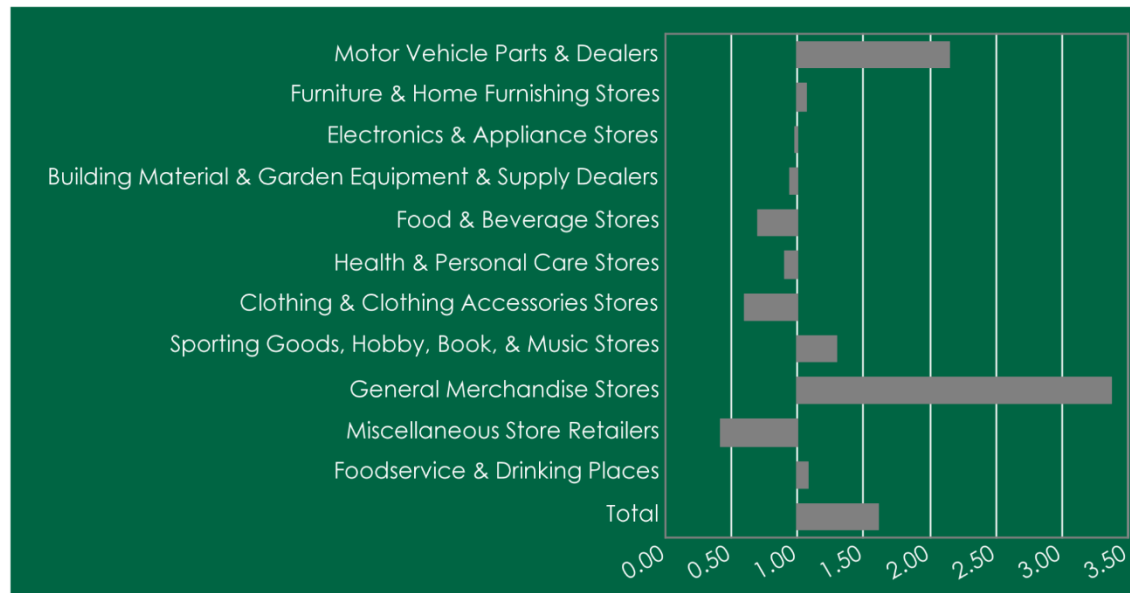 Motor Vehicle Parts & Dealers
Furniture & Home Furnishing Stores
Electronics & Appliance Stores
Building Material & Garden Equipment & Supply Dealers
Food & Beverage Stores
Health & Personal Care Stores
Clothing & Clothing Accessories Stores
Sporting Goods, Hobby, Book, & Music Stores
General Merchandise Stores
Miscellaneous Store Retailers
Foodservice & Drinking Places
Total
0.00 0.50 1.00 1.50 2.00 2.50 3.00 3.50